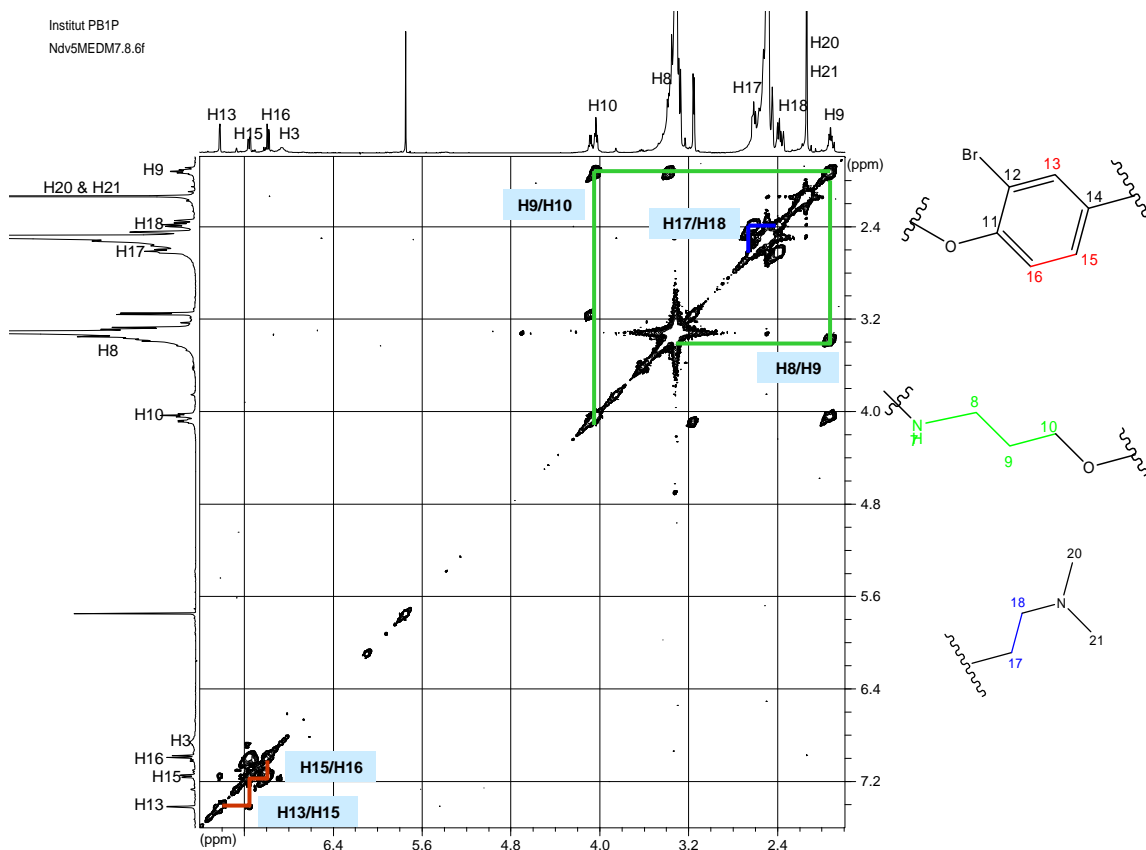 Institut PB1P
Ndv5MEDM7.8.6f
H20
H21
H8
H17
H10
H18
H9
H13
H16
H15
H3
(ppm)
H9
H20 & H21
H18
H17
H8
H10
H3
H16
H15
H13
H9/H10
H17/H18
H8/H9
H15/H16
H13/H15
2.4
3.2
4.0
4.8
5.6
6.4
7.2
(ppm)
6.4
5.6
4.8
4.0
3.2
2.4
Br
13
12
14
11
O
16
15
N
H
7
8
9
10
O
20
18
N
21
17